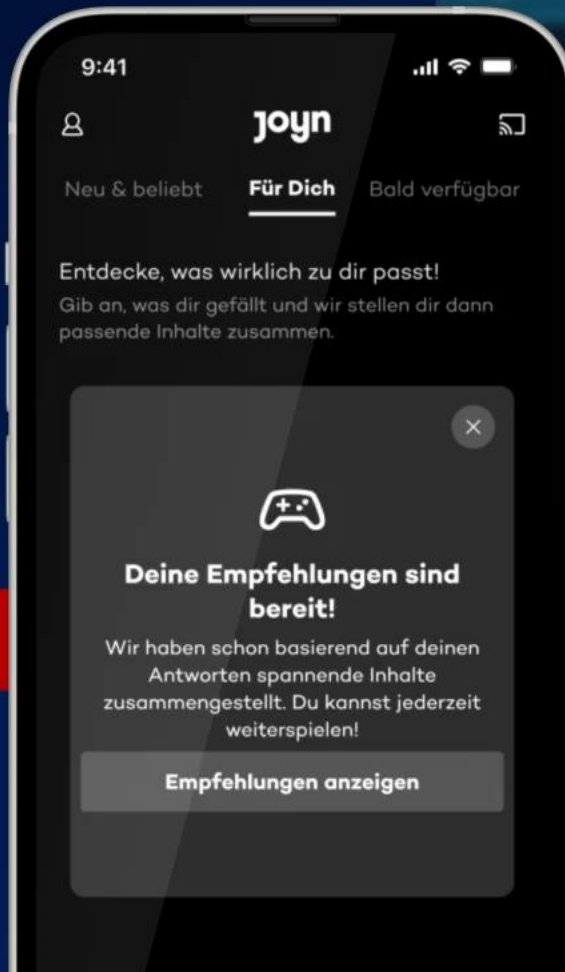 9:41
joyn
Neu & beliebt Für Dich Bald verfügbar
Entdecke, was wirklich zu dir passt!
Gib an, was dir gefällt und wir stellen dir dann
passende Inhalte zusammen.
Deine Empfehlungen sind
bereit!
Wir haben schon basierend auf deinen
Antworten spannende Inhalte
zusammengestellt. Du kannst jederzeit
weiterspielen!
Empfehlungen anzeigen